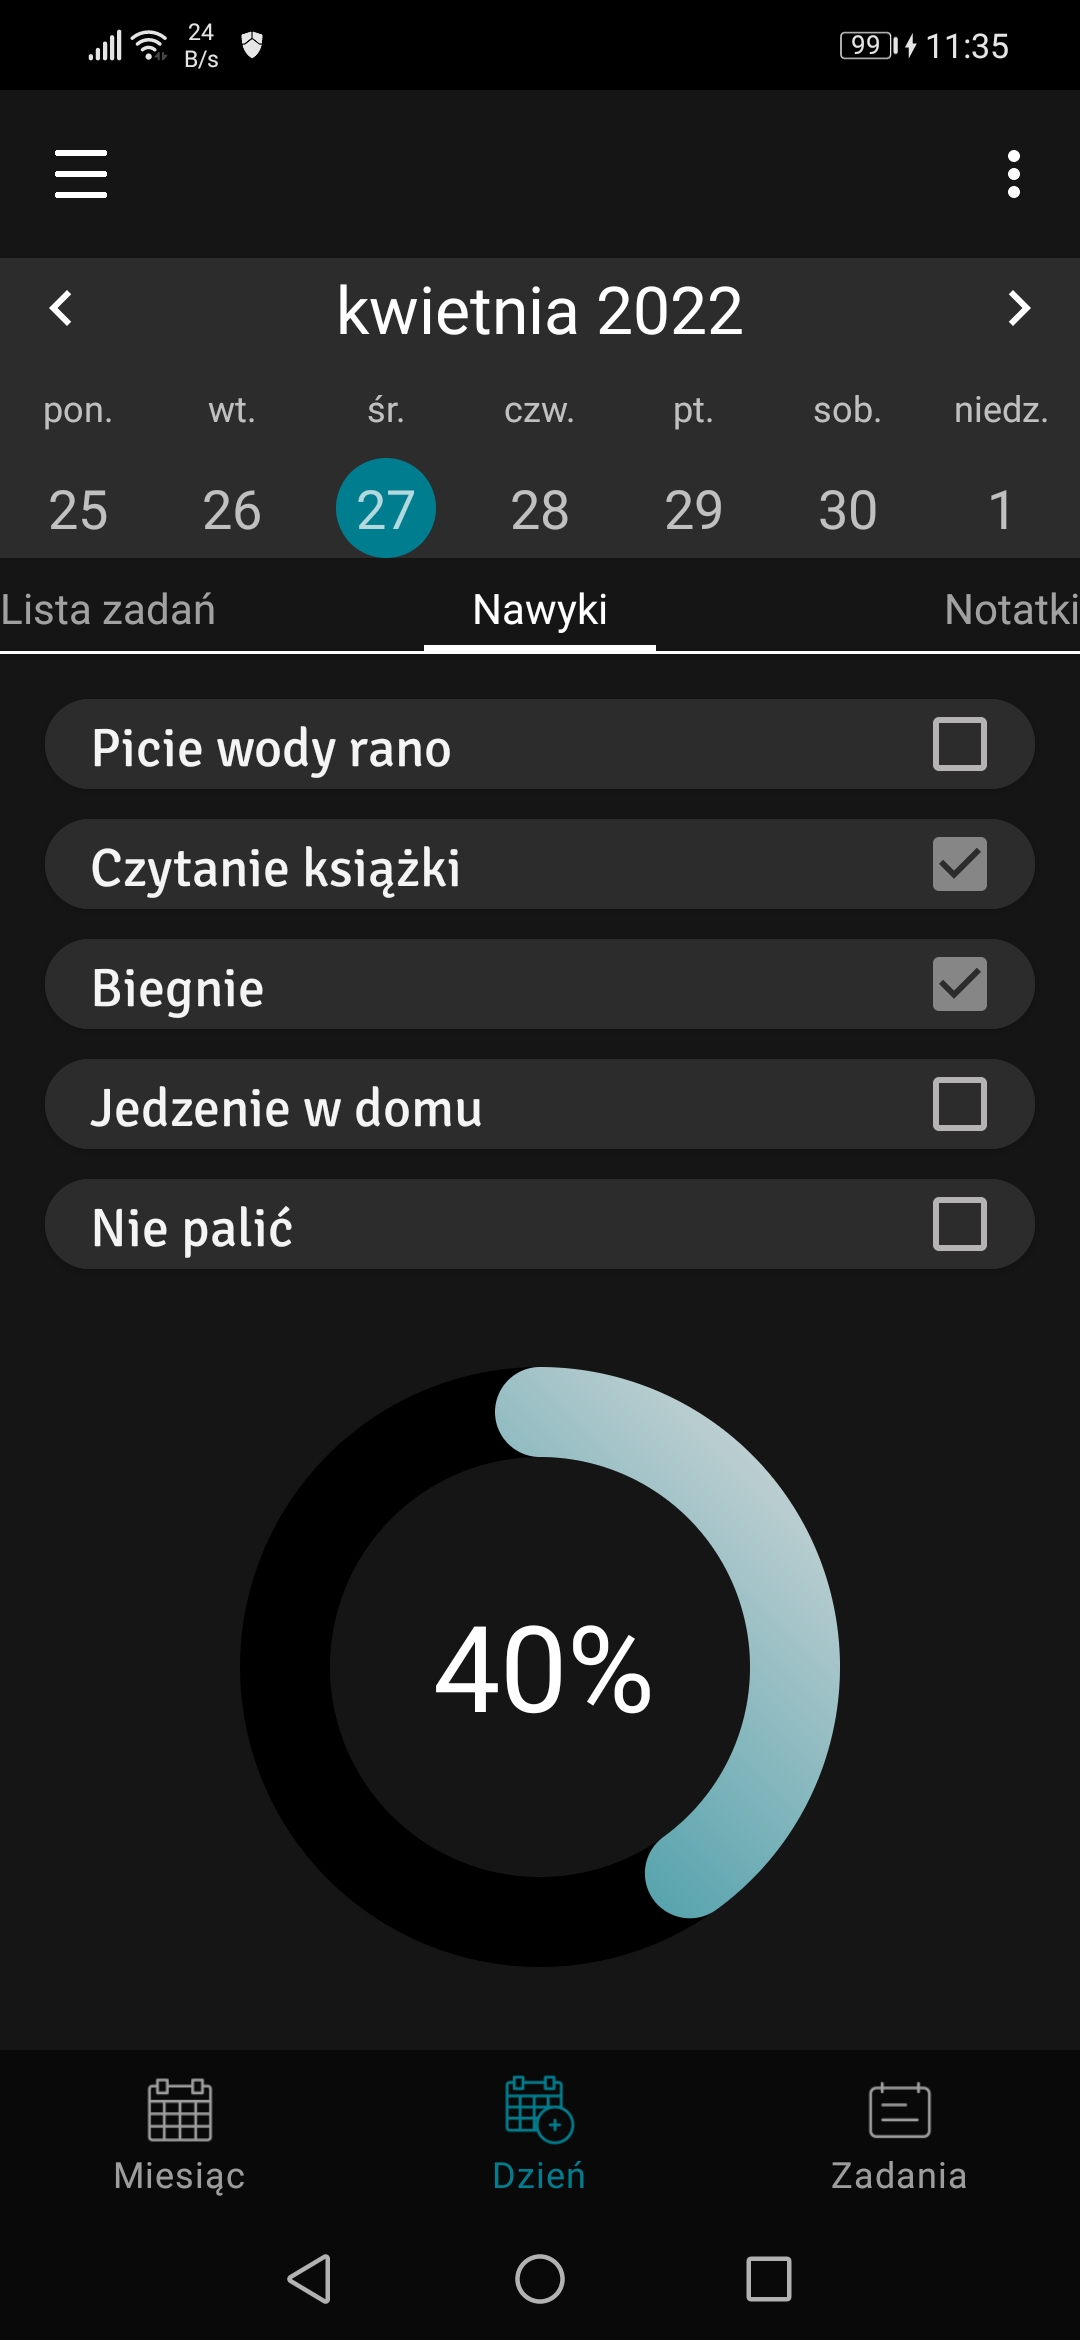 24
B/s
99
11:35
kwietnia 2022
pon. wt. śr. czw. pt. sob. niedz.
25 26 27 28 29 30 1
Lista zadań Nawyki Notatki
Picie wody rano
Czytanie książki
Biegnie
Jedzenie w domu
Nie palić
40%
Miesiąc Dzień Zadania